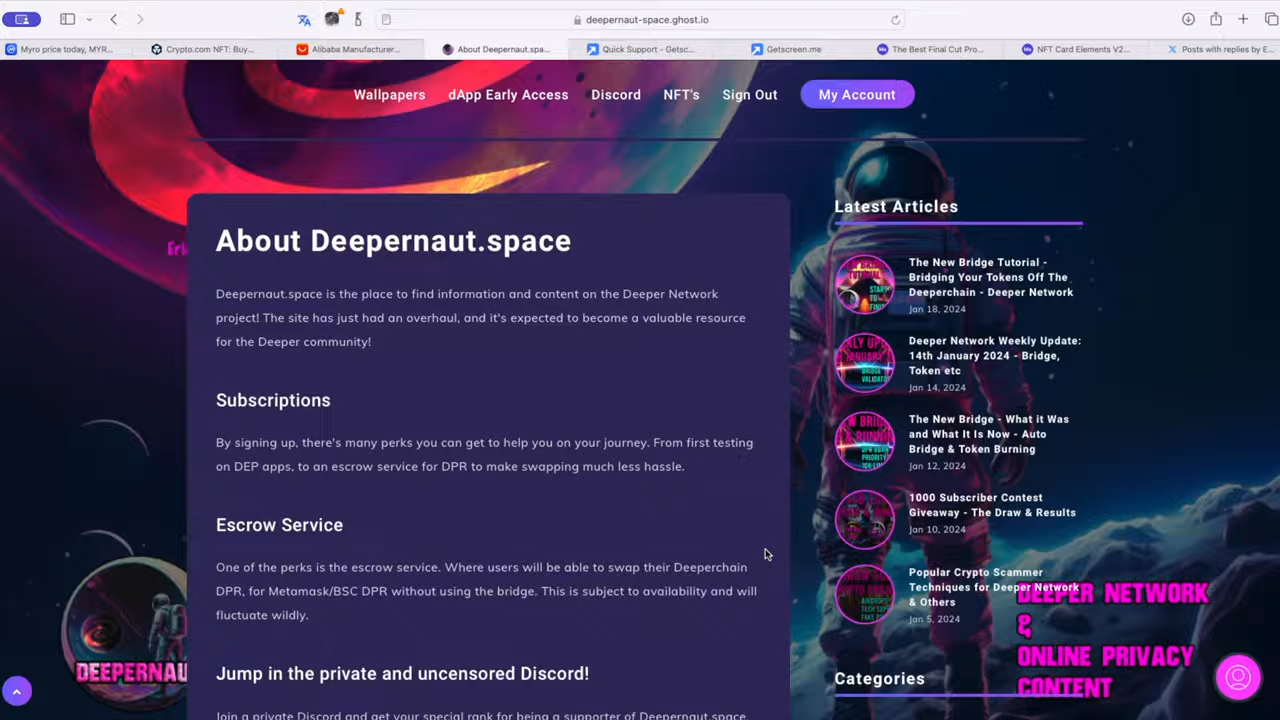 deepernaut-space.ghost.io
Myro price today, MYR...
Crypto.com NFT: Buy...
Alibaba Manufacturer...
About Deepernaut.spa...
Quick Support - Getsc...
Getscreen.me
The Best Final Cut Pro...
NFT Card Elements V2...
Posts with replies by E...
Wallpapers
dApp Early Access
Discord
NFT's
Sign Out
My Account
About Deepernaut.space
Deepernaut.space is the place to find information and content on the Deeper Network
project! The site has just had an overhaul, and it's expected to become a valuable resource
for the Deeper community!
Subscriptions
By signing up, there's many perks you can get to help you on your journey. From first testing
on DEP apps, to an escrow service for DPR to make swapping much less hassle.
Escrow Service
One of the perks is the escrow service. Where users will be able to swap their Deeperchain
DPR, for Metamask/BSC DPR without using the bridge. This is subject to availability and will
fluctuate wildly.
Jump in the private and uncensored Discord!
Join a private Discord and get your special rank for being a supporter of Deepernaut.space.
Latest Articles
The New Bridge Tutorial -
Bridging Your Tokens Off The
Deeperchain - Deeper Network
Jan 18, 2024
Deeper Network Weekly Update:
14th January 2024 - Bridge,
Token etc
Jan 14, 2024
The New Bridge - What it Was
and What It Is Now - Auto
Bridge & Token Burning
Jan 12, 2024
1000 Subscriber Contest
Giveaway - The Draw & Results
Jan 10, 2024
Popular Crypto Scammer
Techniques for Deeper Network
& Others
Jan 5, 2024
Categories
DEEPERNAU
DEEPER NETWORK
&
ONLINE PRIVACY
CONTENT